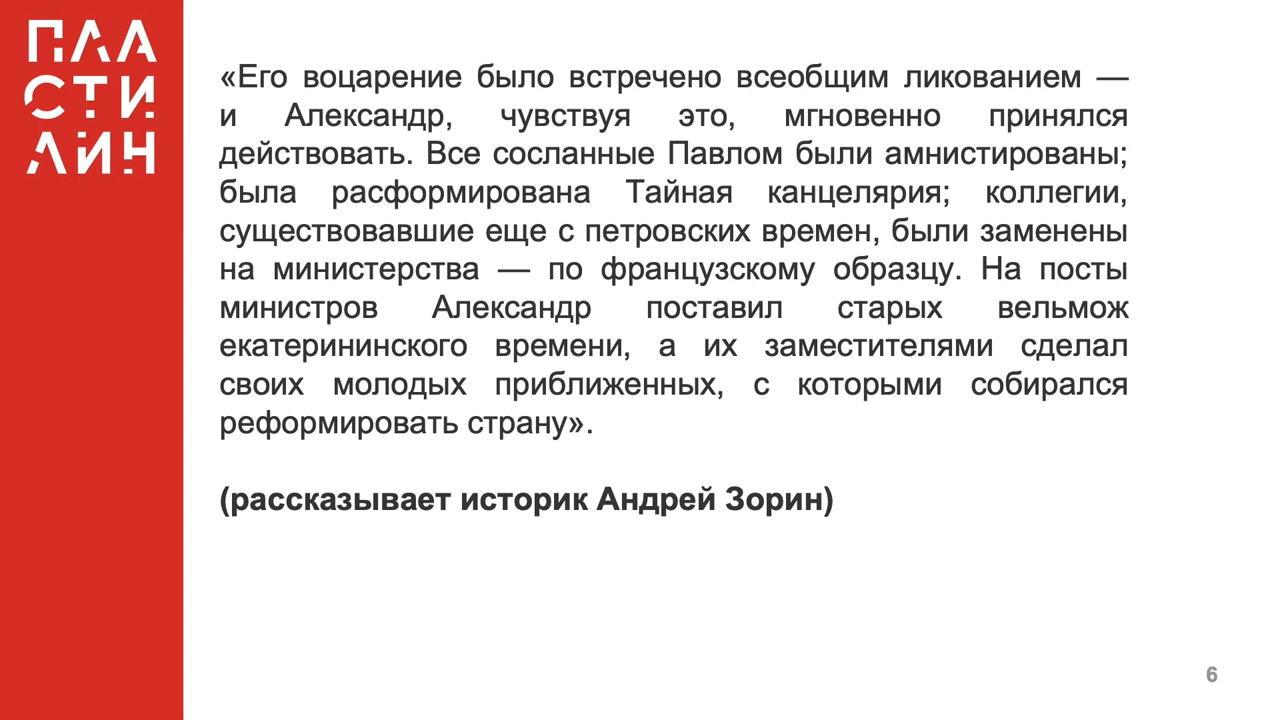 ПЛА
СТИ
ЛИН
«Его воцарение было встречено всеобщим ликованием —
и Александр, чувствуя это, мгновенно принялся
действовать. Все сосланные Павлом были амнистированы;
была расформирована Тайная канцелярия; коллегии,
существовавшие еще с петровских времен, были заменены
на министерства — по французскому образцу. На посты
министров Александр поставил старых вельмож
екатерининского времени, а их заместителями сделал
своих молодых приближенных, с которыми собирался
реформировать страну».
(рассказывает историк Андрей Зорин)
6